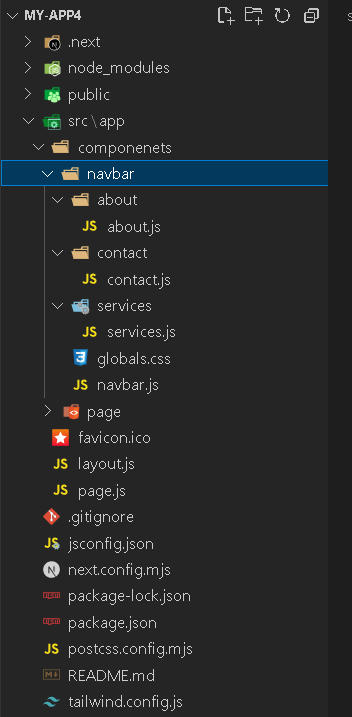 MY-APP4
.next
node_modules
public
src\app
componenets
navbar
about
JS about.js
contact
JS contact.js
services
JS services.js
globals.css
JS navbar.js
page
favicon.ico
JS layout.js
JS page.js
.gitignore
JS jsconfig.json
N next.config.mjs
package-lock.json
package.json
JS postcss.config.mjs
README.md
tailwind.config.js